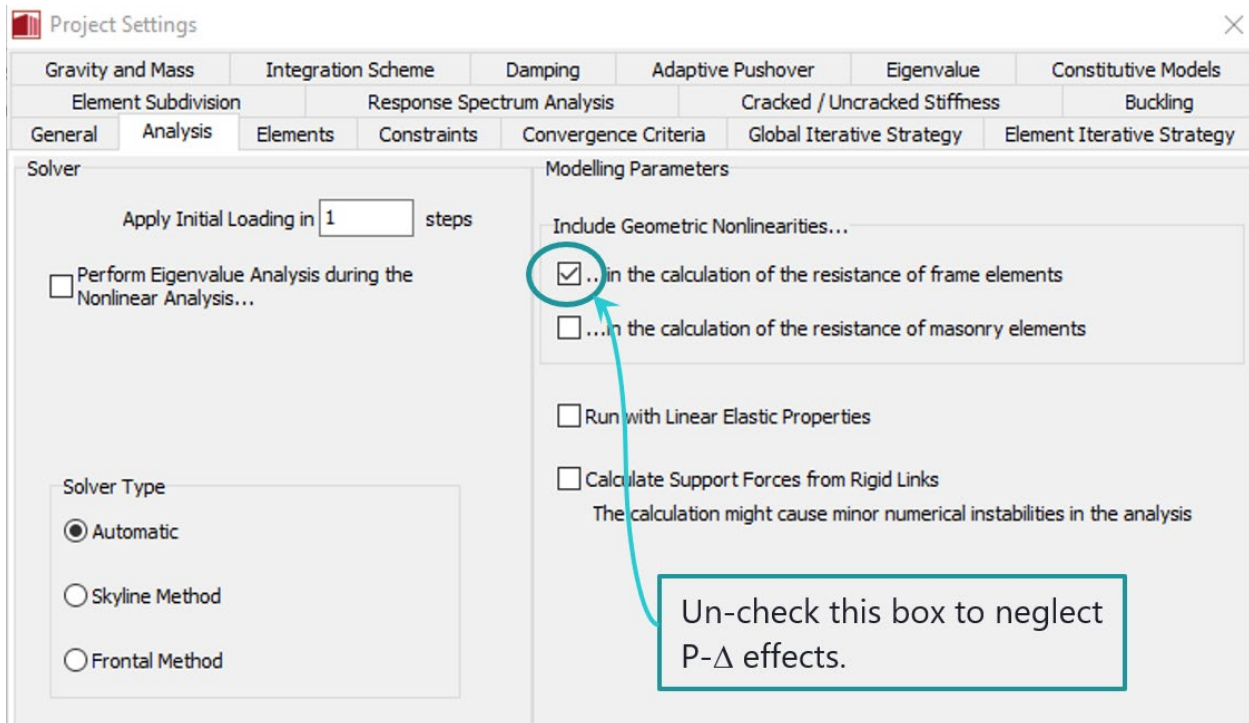 Project Settings
Gravity and Mass
Integration Scheme
Damping
Adaptive Pushover
Eigenvalue
Constitutive Models
Element Subdivision
Response Spectrum Analysis
Cracked / Uncracked Stiffness
Buckling
General
Analysis
Elements
Constraints
Convergence Criteria
Global Iterative Strategy
Element Iterative Strategy
Solver
Apply Initial Loading in 1 steps
Perform Eigenvalue Analysis during the
Nonlinear Analysis...
Solver Type
Automatic
Skyline Method
Frontal Method
Modelling Parameters
Include Geometric Nonlinearities...
...in the calculation of the resistance of frame elements
...in the calculation of the resistance of masonry elements
Run with Linear Elastic Properties
Calculate Support Forces from Rigid Links
The calculation might cause minor numerical instabilities in the analysis
Un-check this box to neglect
P-Δ effects.